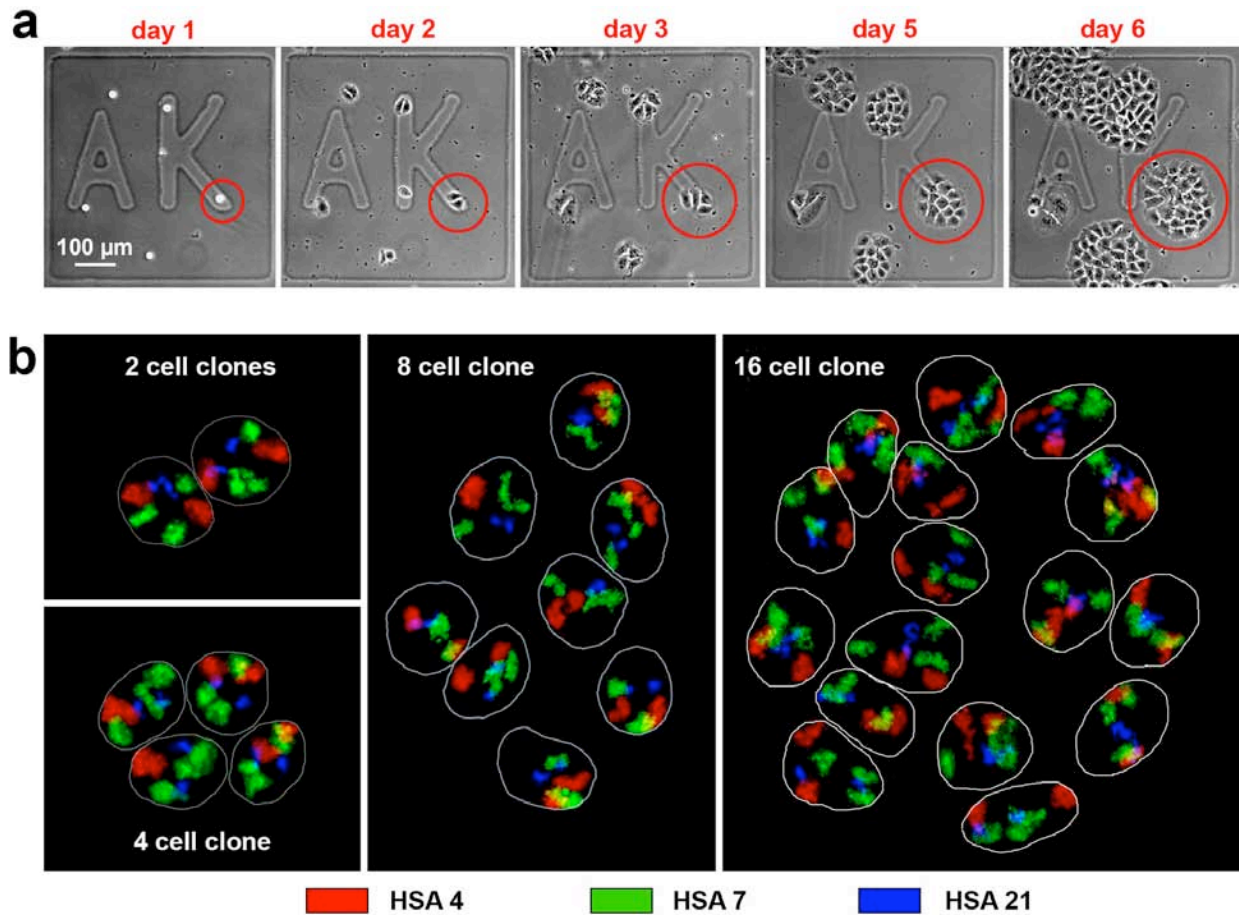 a
day 1
day 2
day 3
day 5
day 6
AK
AK
AK
AK
A
100 µm
b
2 cell clones
8 cell clone
16 cell clone
4 cell clone
HSA 4
HSA 7
HSA 21